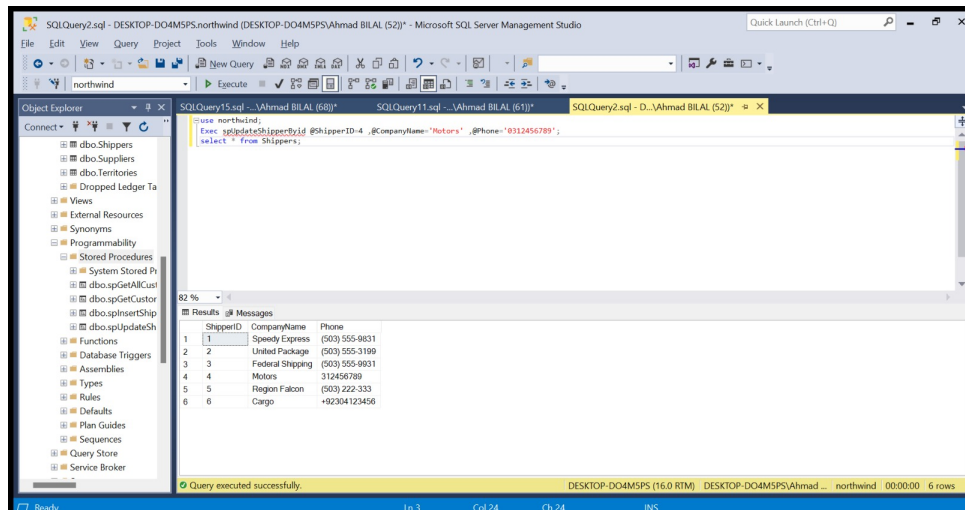 SQLQuery2.sql - DESKTOP-DO4M5PS.northwind (DESKTOP-DO4M5PS\Ahmad BILAL (52))* - Microsoft SQL Server Management Studio
Quick Launch (Ctrl+Q)
File Edit View Query Project Tools Window Help
New Query
northwind
Execute
Object Explorer
SQLQuery15.sql -...\Ahmad BILAL (68))*
SQLQuery11.sql -...\Ahmad BILAL (61))*
SQLQuery2.sql - D...\Ahmad BILAL (52))*
Connect
dbo.Shippers
dbo.Suppliers
dbo.Territories
Dropped Ledger Ta
Views
External Resources
Synonyms
Programmability
Stored Procedures
System Stored Pr
dbo.spGetAllCust
dbo.spGetCustor
dbo.spInsertShip
dbo.spUpdateSh
Functions
Database Triggers
Assemblies
Types
Rules
Defaults
Plan Guides
Sequences
Query Store
Service Broker
use northwind;
Exec spUpdateShipperByid @ShipperID=4 ,@CompanyName='Motors' ,@Phone='0312456789';
select * from Shippers;
82 %
Results Messages
ShipperID CompanyName Phone
1 1 Speedy Express (503) 555-9831
2 2 United Package (503) 555-3199
3 3 Federal Shipping (503) 555-9931
4 4 Motors 312456789
5 5 Region Falcon (503) 222-333
6 6 Cargo +92304123456
Query executed successfully.
DESKTOP-DO4M5PS (16.0 RTM) DESKTOP-DO4M5PS\Ahmad ... northwind 00:00:00 6 rows
Ready Ln 3 Col 24 Ch 24 INS